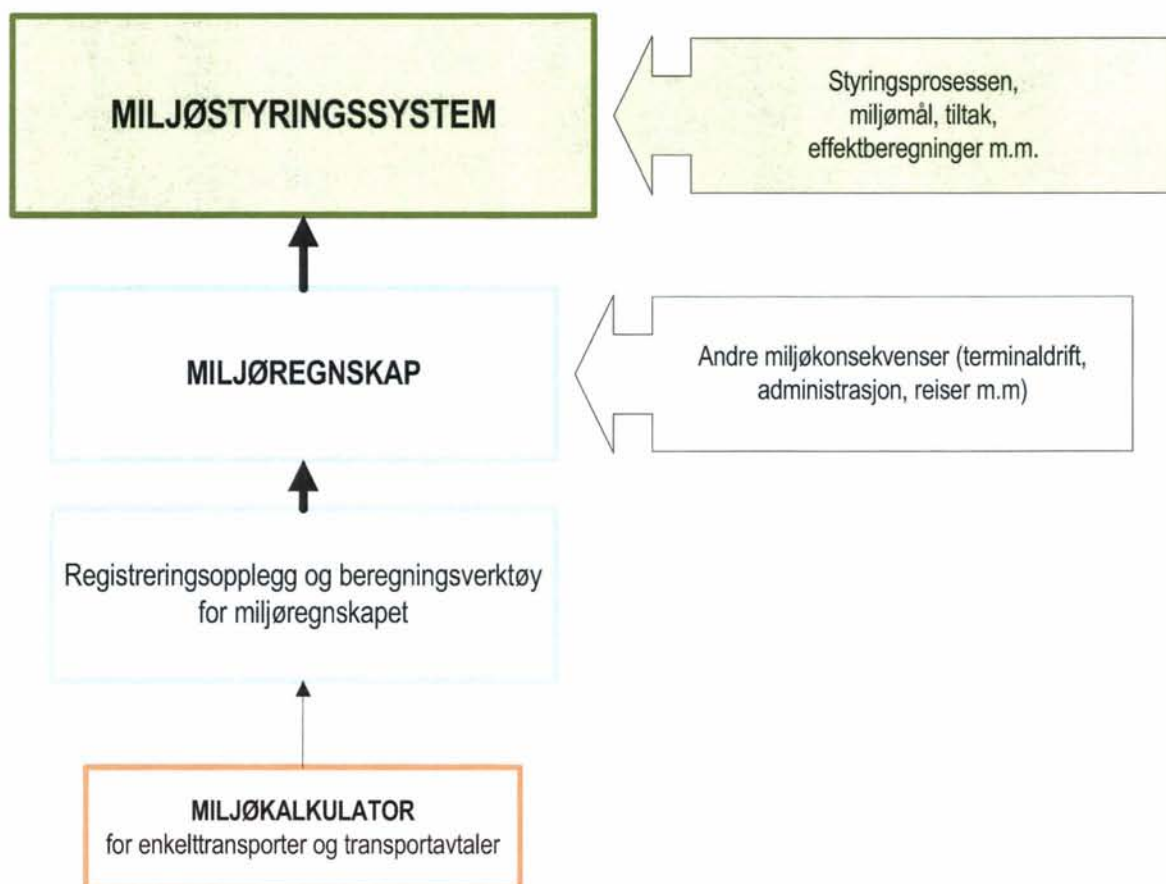 MILJØSTYRINGSSYSTEM
Styringsprosessen,
miljømål, tiltak,
effektberegninger m.m.
MILJØREGNSKAP
Andre miljøkonsekvenser (terminaldrift,
administrasjon, reiser m.m)
Registreringsopplegg og beregningsverktøy
for miljøregnskapet
MILJØKALKULATOR
for enkelttransporter og transportavtaler